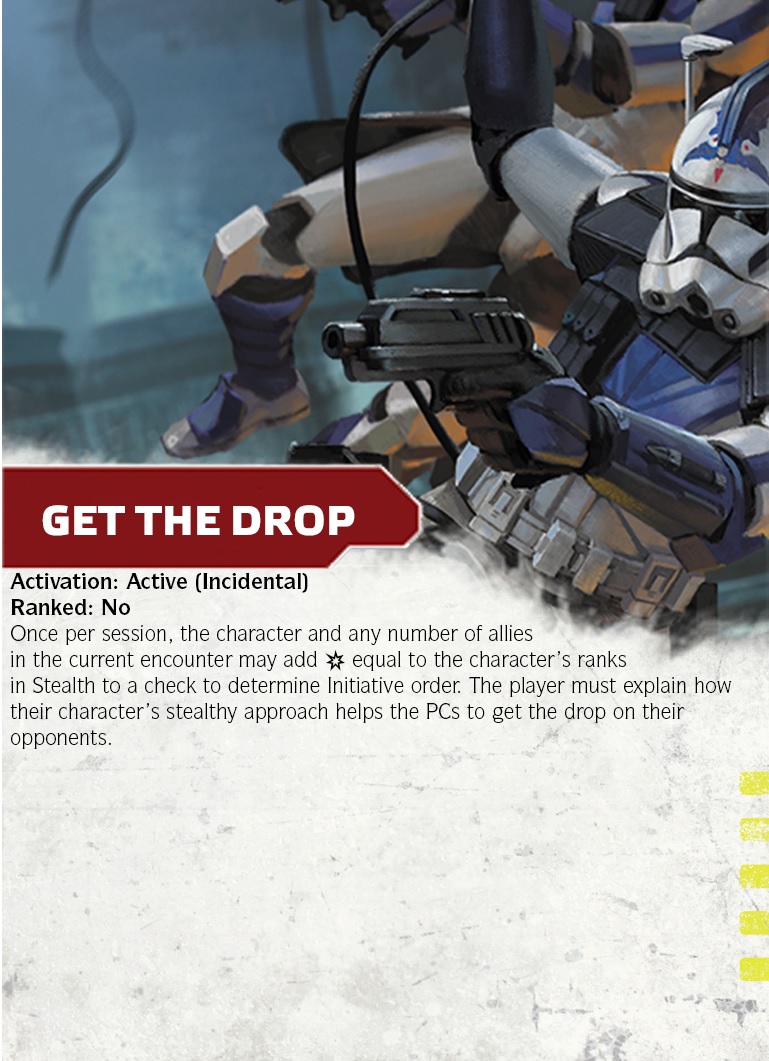 GET THE DROP
Activation: Active (Incidental)
Ranked: No
Once per session, the character and any number of allies
in the current encounter may add equal to the character's ranks
in Stealth to a check to determine Initiative order. The player must explain how
their character's stealthy approach helps the PCs to get the drop on their
opponents.